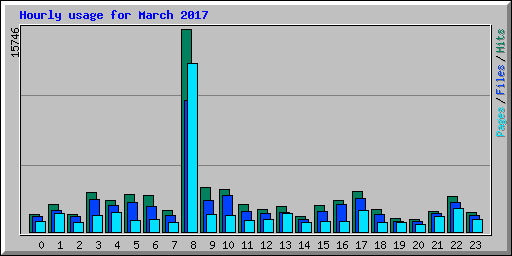 Hourly usage for March 2017
15746
Pages / Files / Hits
0 1 2 3 4 5 6 7 8 9 10 11 12 13 14 15 16 17 18 19 20 21 22 23